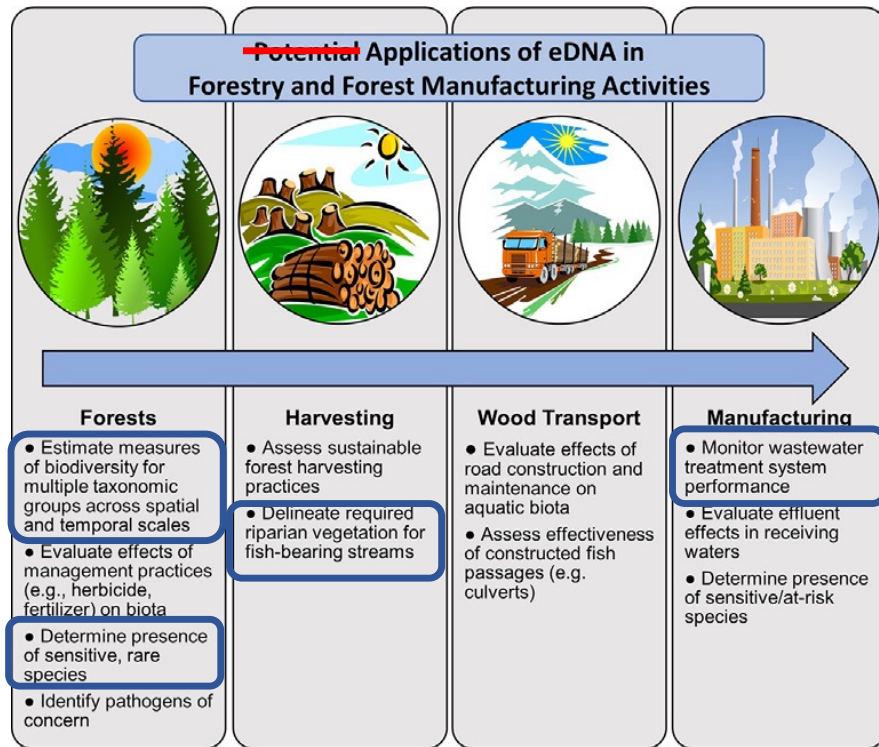 Potential Applications of eDNA in
Forestry and Forest Manufacturing Activities
Forests
● Estimate measures
of biodiversity for
multiple taxonomic
groups across spatial
and temporal scales
● Evaluate effects of
management practices
(e.g., herbicide,
fertilizer) on biota
● Determine presence
of sensitive, rare
species
● Identify pathogens of
concern
Harvesting
● Assess sustainable
forest harvesting
practices
● Delineate required
riparian vegetation for
fish-bearing streams
Wood Transport
● Evaluate effects of
road construction and
maintenance on
aquatic biota
● Assess effectiveness
of constructed fish
passages (e.g.
culverts)
Manufacturing
● Monitor wastewater
treatment system
performance
● Evaluate effluent
effects in receiving
waters
● Determine presence
of sensitive/at-risk
species